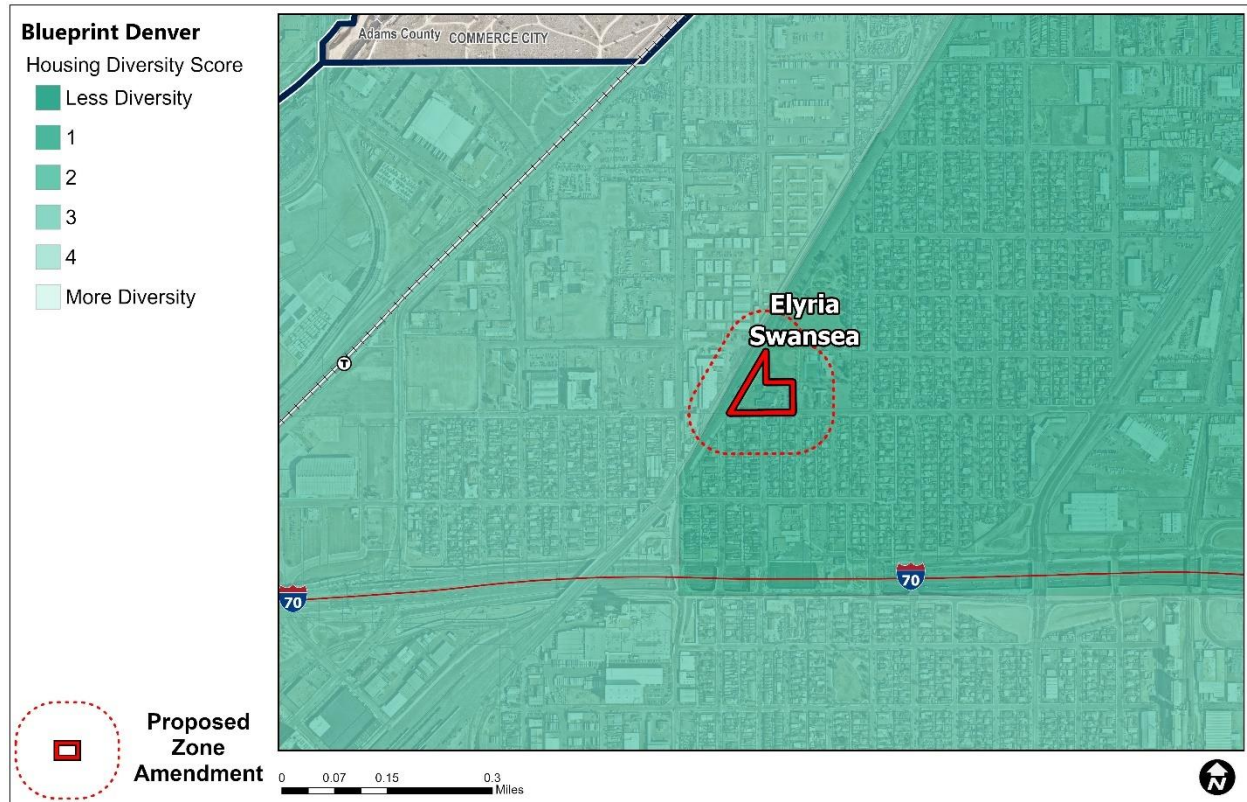 Blueprint Denver
Housing Diversity Score
Less Diversity
1
2
3
4
More Diversity
Adams County
COMMERCE CITY
T
Elyria
Swansea
70
70
Proposed
Zone
Amendment
0 0.07 0.15 0.3
Miles
N